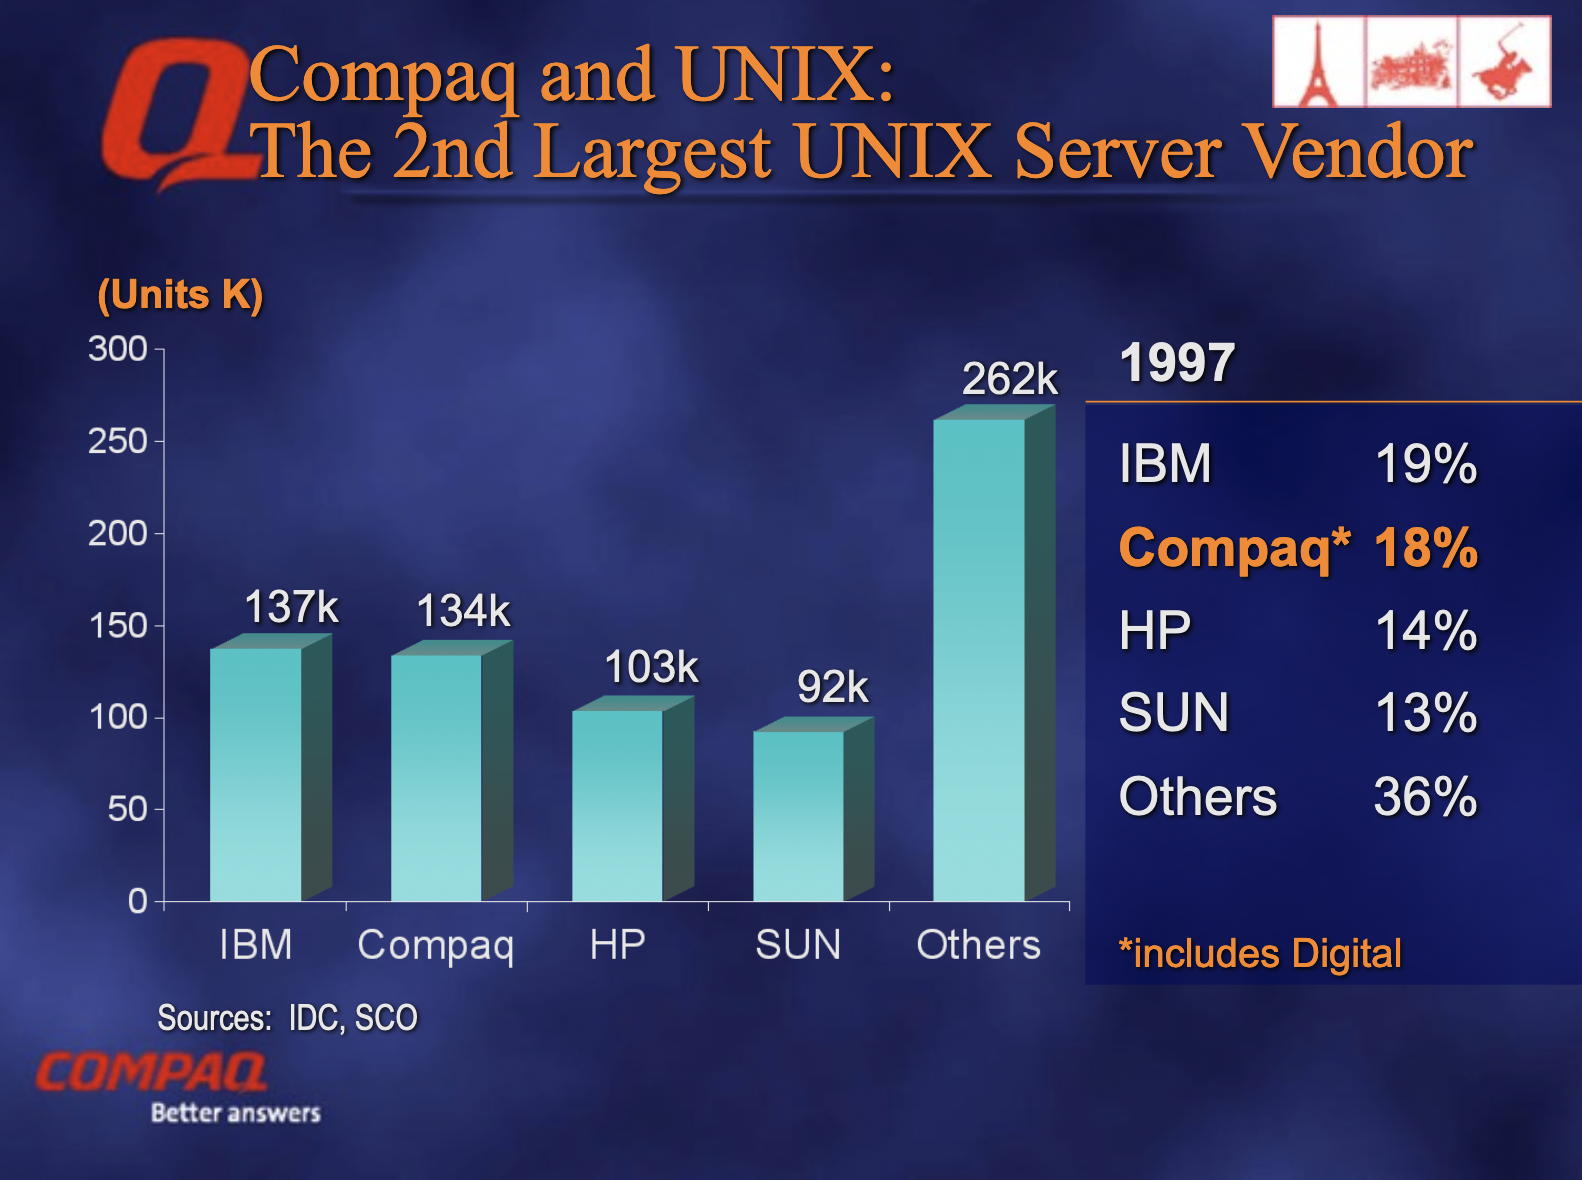 Q
Compaq and UNIX:
The 2nd Largest UNIX Server Vendor
(Units K)
300
250
200
150
100
50
0
137k
134k
103k
92k
262k
IBM Compaq HP SUN Others
1997
IBM 19%
Compaq* 18%
HP 14%
SUN 13%
Others 36%
*includes Digital
Sources: IDC, SCO
COMPAQ
Better answers